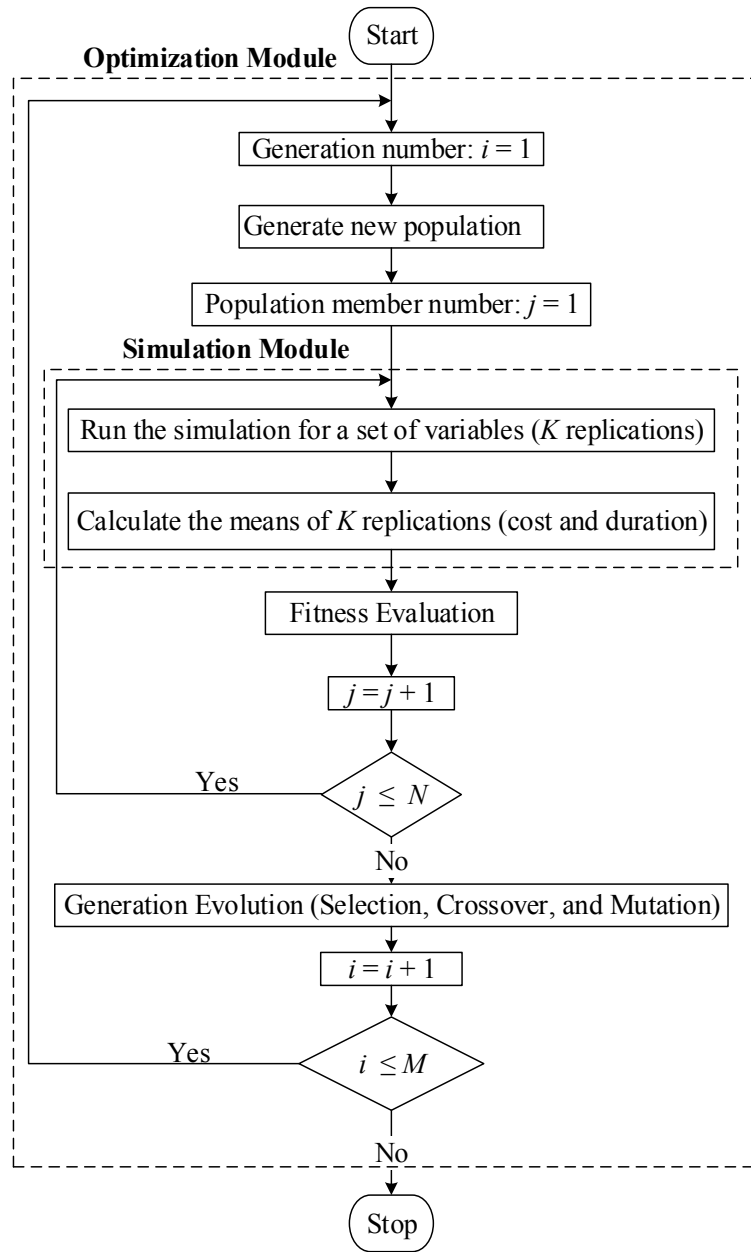 Start
Optimization Module
Generation number: i = 1
Generate new population
Population member number: j = 1
Simulation Module
Run the simulation for a set of variables (K replications)
Calculate the means of K replications (cost and duration)
Fitness Evaluation
j = j + 1
Yes
j ≤ N
No
Generation Evolution (Selection, Crossover, and Mutation)
i = i + 1
Yes
i ≤ M
No
Stop